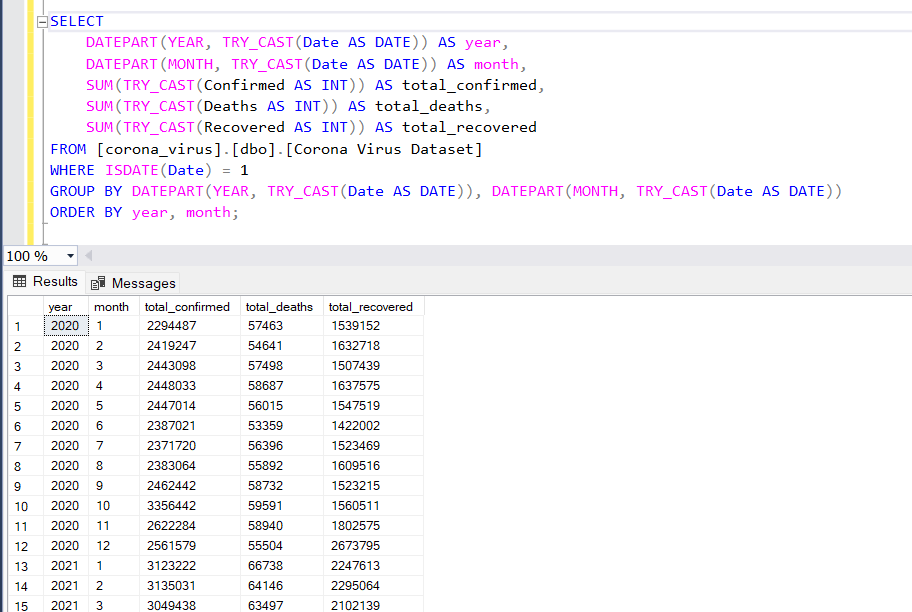 SELECT
DATEPART(YEAR, TRY_CAST(Date AS DATE)) AS year,
DATEPART(MONTH, TRY_CAST(Date AS DATE)) AS month,
SUM(TRY_CAST(Confirmed AS INT)) AS total_confirmed,
SUM(TRY_CAST(Deaths AS INT)) AS total_deaths,
SUM(TRY_CAST(Recovered AS INT)) AS total_recovered
FROM [corona_virus].[dbo].[Corona Virus Dataset]
WHERE ISDATE(Date) = 1
GROUP BY DATEPART(YEAR, TRY_CAST(Date AS DATE)), DATEPART(MONTH, TRY_CAST(Date AS DATE))
ORDER BY year, month;
100 %
Results Messages
year month total_confirmed total_deaths total_recovered
1 2020 1 2294487 57463 1539152
2 2020 2 2419247 54641 1632718
3 2020 3 2443098 57498 1507439
4 2020 4 2448033 58687 1637575
5 2020 5 2447014 56015 1547519
6 2020 6 2387021 53359 1422002
7 2020 7 2371720 56396 1523469
8 2020 8 2383064 55892 1609516
9 2020 9 2462442 58732 1523215
10 2020 10 3356442 59591 1560511
11 2020 11 2622284 58940 1802575
12 2020 12 2561579 55504 2673795
13 2021 1 3123222 66738 2247613
14 2021 2 3135031 64146 2295064
15 2021 3 3049438 63497 2102139